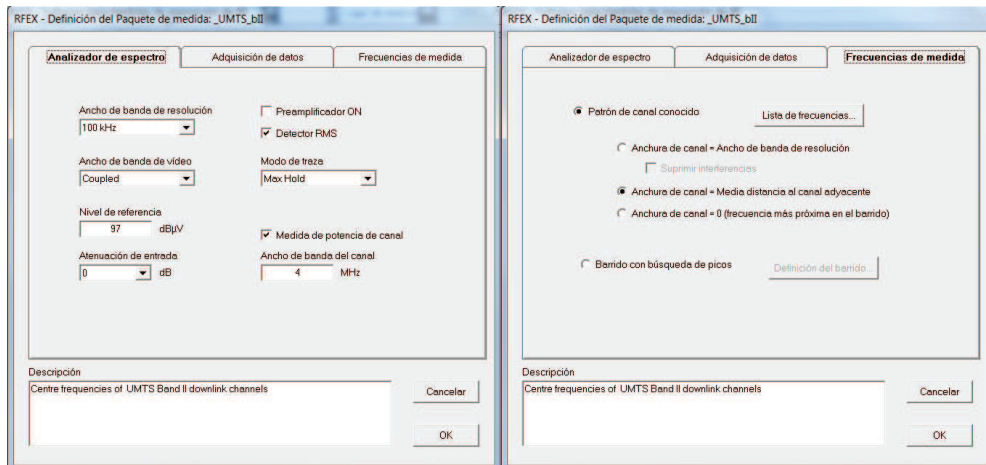 RFEX - Definición del Paquete de medida: _UMTS_bII
Analizador de espectro
Adquisición de datos
Frecuencias de medida
Ancho de banda de resolución
100 kHz
Preamplificador ON
Detector RMS
Ancho de banda de vídeo
Coupled
Modo de traza
Max Hold
Nivel de referencia
97 dBµV
Medida de potencia de canal
Atenuación de entrada
0 dB
Ancho de banda del canal
4 MHz
Descripción
Centre frequencies of UMTS Band II downlink channels
Cancelar
OK
RFEX - Definición del Paquete de medida: _UMTS_bII
Analizador de espectro
Adquisición de datos
Frecuencias de medida
Patrón de canal conocido
Lista de frecuencias...
Anchura de canal = Ancho de banda de resolución
Suprimir interferencias
Anchura de canal = Media distancia al canal adyacente
Anchura de canal = 0 (frecuencia más próxima en el barrido)
Barrido con búsqueda de picos
Definición del barrido...
Descripción
Centre frequencies of UMTS Band II downlink channels
Cancelar
OK